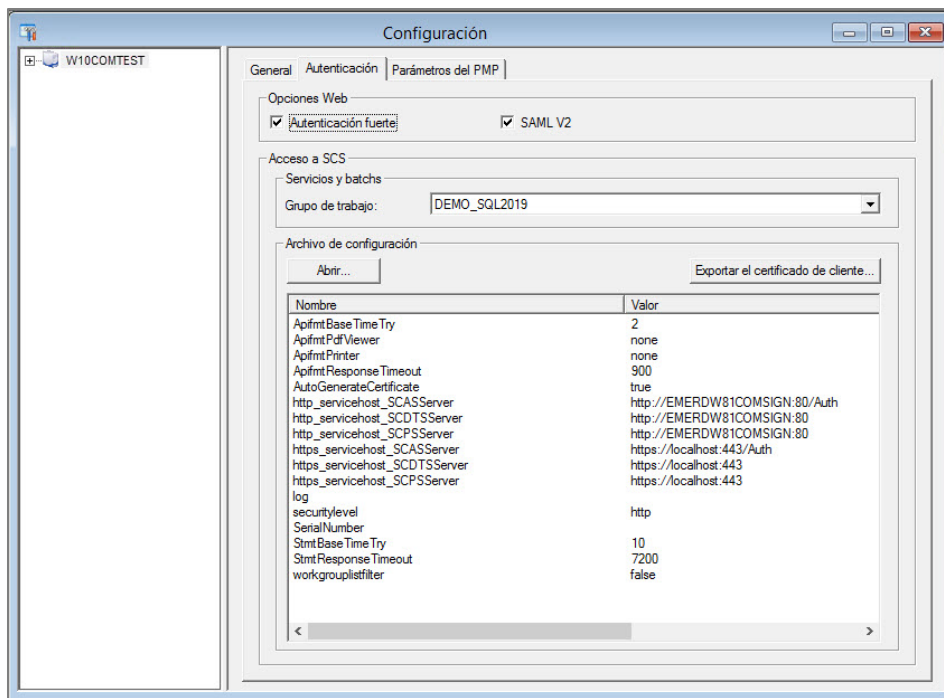 Configuración
W10COMTEST
General Autenticación Parámetros del PMP
Opciones Web
Autenticación fuerte SAML V2
Acceso a SCS
Servicios y batchs
Grupo de trabajo: DEMO_SQL2019
Archivo de configuración
Abrir... Exportar el certificado de cliente...
Nombre Valor
ApifmtBaseTimeTry 2
ApifmtPdfViewer none
ApifmtPrinter none
ApifmtResponseTimeout 900
AutoGenerateCertificate true
http_servicehost_SCASServer http://EMERDW81COMSIGN:80/Auth
http_servicehost_SCDTSServer http://EMERDW81COMSIGN:80
http_servicehost_SCPSServer http://EMERDW81COMSIGN:80
https_servicehost_SCASServer https://localhost:443/Auth
https_servicehost_SCDTSServer https://localhost:443
https_servicehost_SCPSServer https://localhost:443
log
securitylevel http
SerialNumber
StmtBaseTimeTry 10
StmtResponseTimeout 7200
workgrouplistfilter false